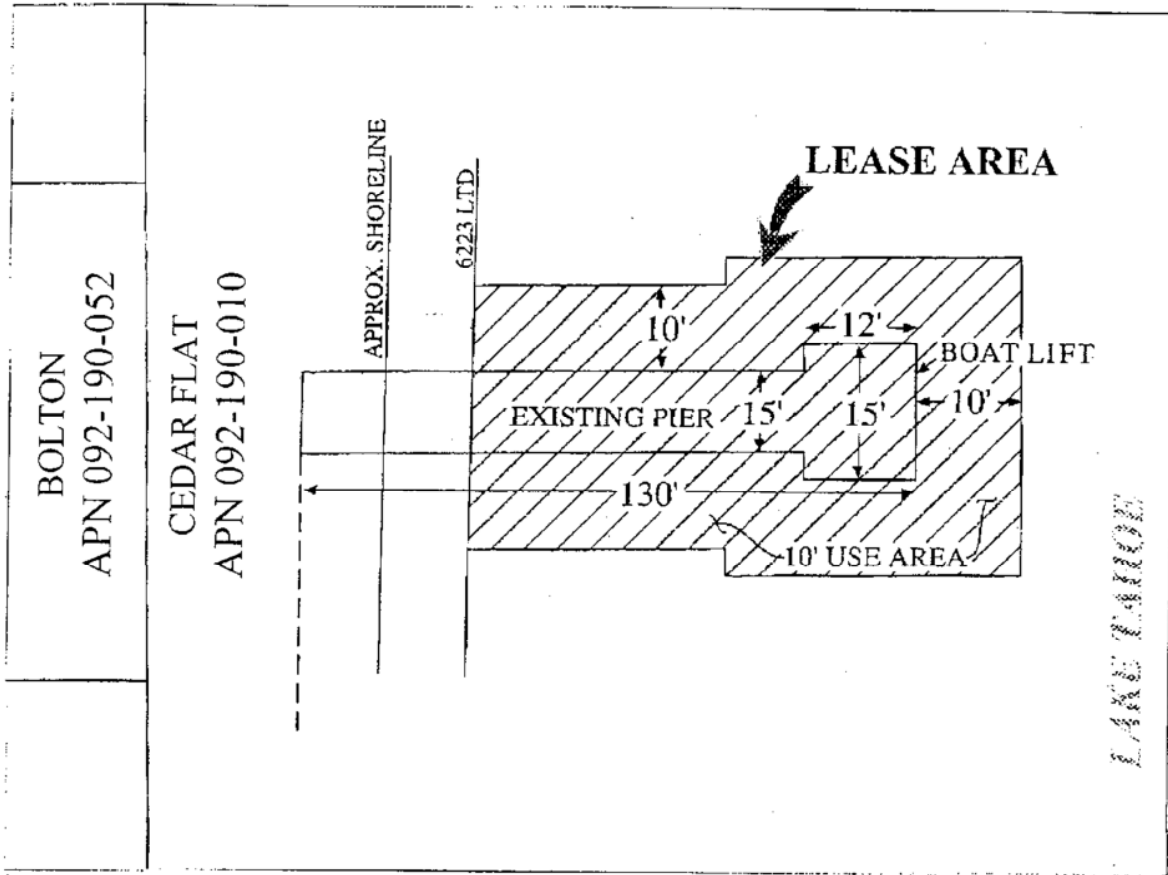 BOLTON
APN 092-190-052
CEDAR FLAT
APN 092-190-010
APPROX. SHORELINE
6223 LTD
LEASE AREA
10'
12'
BOAT LIFT
EXISTING PIER
15'
15'
10'
130'
10' USE AREA
LAKE TAHOE